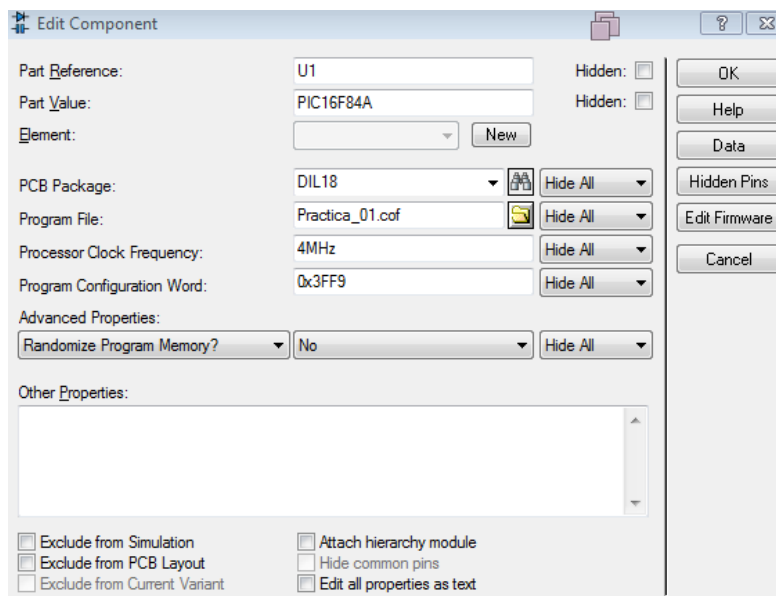 Edit Component
?
Part Reference: U1 Hidden:
OK
Part Value: PIC16F84A Hidden:
Help
Element: New
Data
PCB Package: DIL18 Hide All
Hidden Pins
Program File: Practica_01.cof Hide All
Edit Firmware
Processor Clock Frequency: 4MHz Hide All
Cancel
Program Configuration Word: 0x3FF9 Hide All
Advanced Properties:
Randomize Program Memory? No Hide All
Other Properties:
Exclude from Simulation Attach hierarchy module
Exclude from PCB Layout Hide common pins
Exclude from Current Variant Edit all properties as text